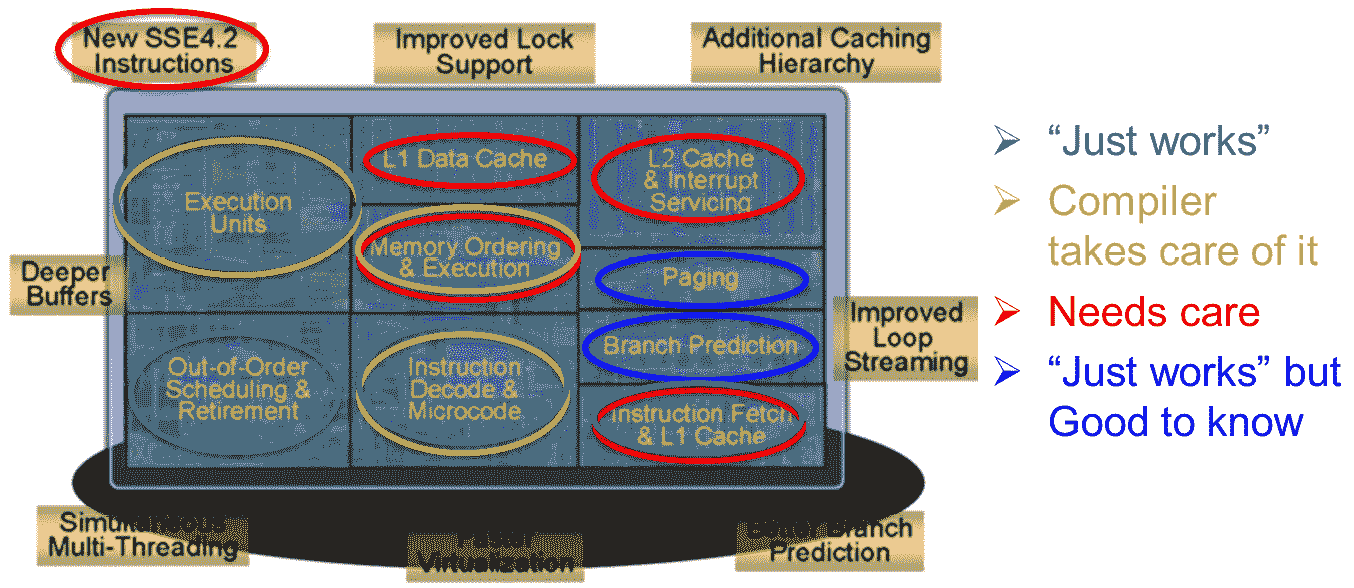 New SSE4.2
Instructions
Improved Lock
Support
Additional Caching
Hierarchy
Execution
Units
L1 Data Cache
L2 Cache
& Interrupt
Servicing
Memory Ordering
& Execution
Paging
Branch Prediction
Out-of-Order
Scheduling &
Retirement
Instruction
Decode &
Microcode
Instruction Fetch
& L1 Cache
Deeper
Buffers
Improved
Loop
Streaming
Simultaneous
Multi-Threading
Faster
Virtualization
Better Branch
Prediction
“Just works”
Compiler
takes care of it
Needs care
“Just works” but
Good to know